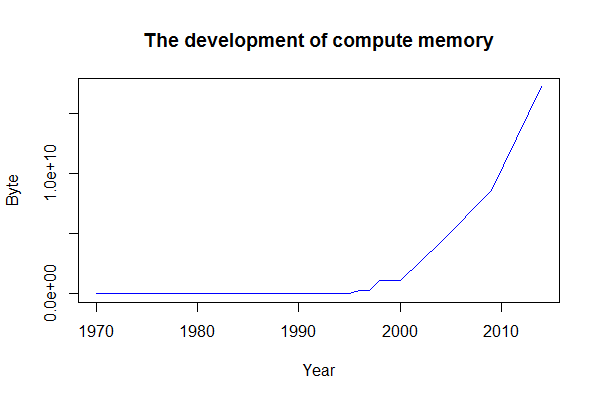 The development of compute memory
Byte
1.0e+10
0.0e+00
1970 1980 1990 2000 2010
Year